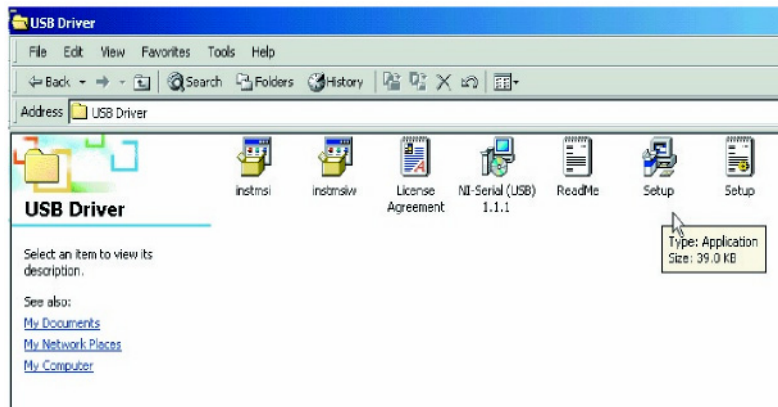 USB Driver
File Edit View Favorites Tools Help
Back Search Folders History
Address USB Driver
instmsi instmsiw License Agreement NI-Serial (USB) 1.1.1 ReadMe Setup Setup
USB Driver
Type: Application
Size: 39.0 KB
Select an item to view its
description.
See also:
My Documents
My Network Places
My Computer